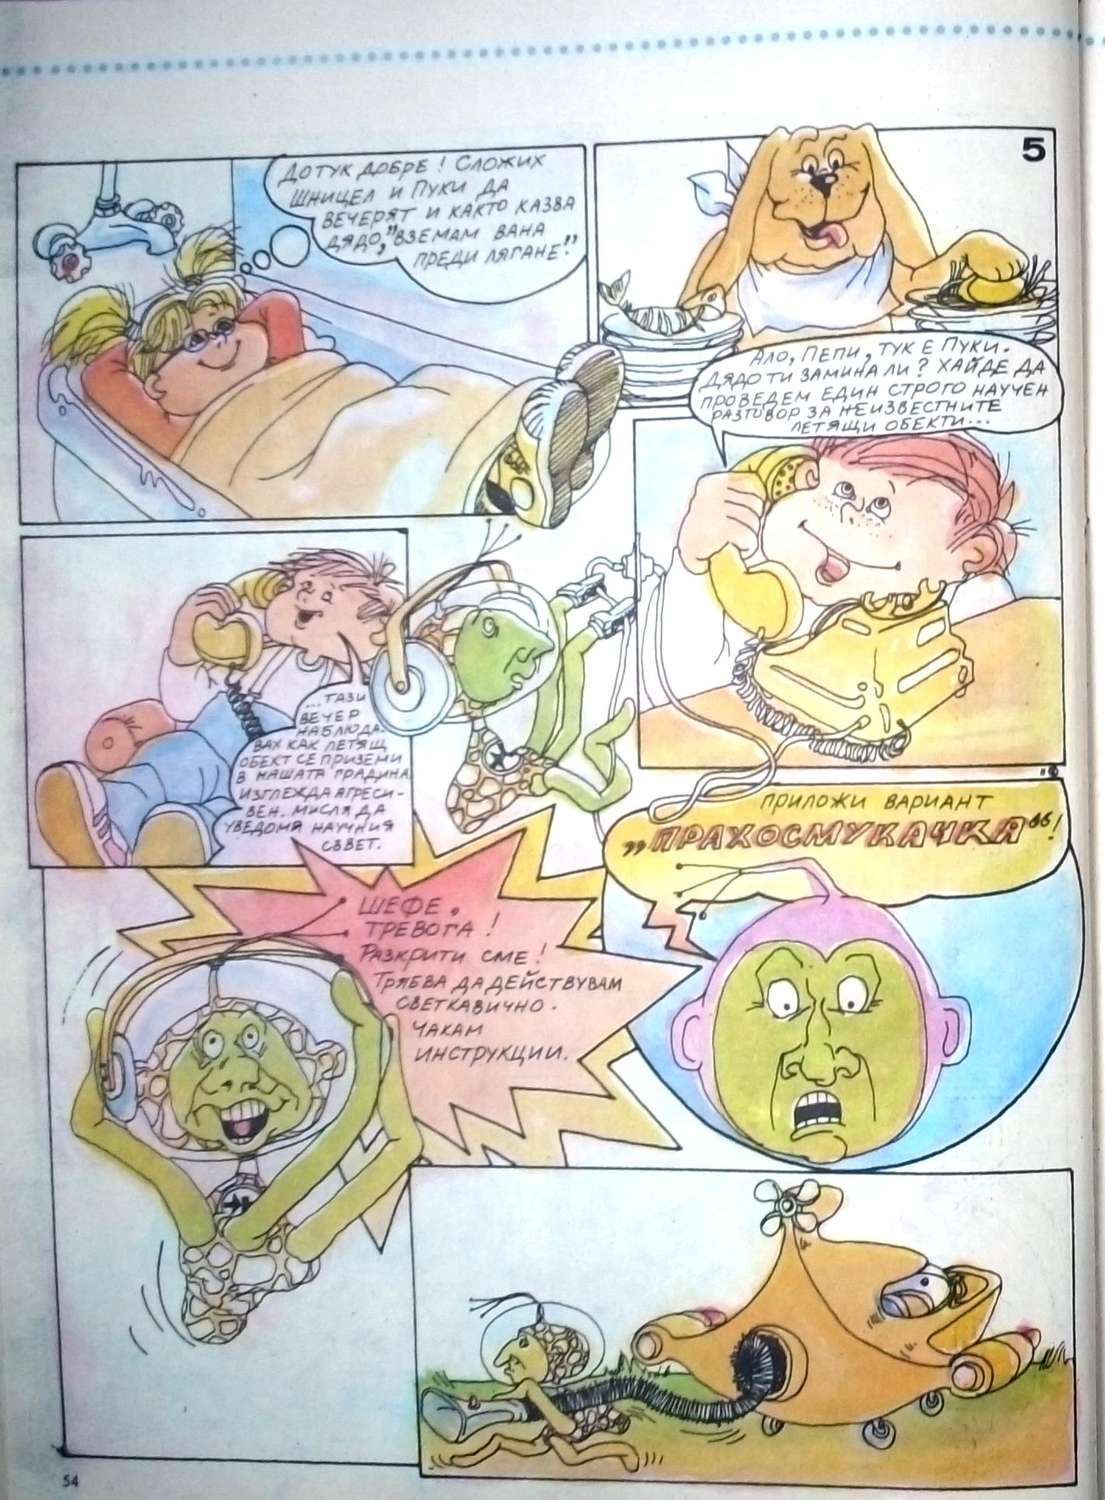 ДОТУК ДОБРЕ! СЛОЖИХ
ШНИЦЕЛ И ПУКИ ДА
ВЕЧЕРЯТ И КАКТО КАЗВА
ДЯДО, "ВЗЕМАМ ВАНА
ПРЕДИ ЛЯГАНЕ!"
5
АЛО, ПЕПИ, ТУК Е ПУКИ.
ДЯДО ТИ ЗАМИНА ЛИ? ХАЙДЕ ДА
ПРОВЕДЕМ ЕДИН СТРОГО НАУЧЕН
РАЗГОВОР ЗА НЕИЗВЕСТНИТЕ
ЛЕТЯЩИ ОБЕКТИ...
...ТАЗИ
ВЕЧЕР
НАБЛЮДА-
ВАХ КАК ЛЕТЯЩ
ОБЕКТ СЕ ПРИЗЕМИ
В НАШАТА ГРАДИНА.
ИЗГЛЕЖДА АГРЕСИ-
ВЕН. МИСЛЯ ДА
УВЕДОМЯ НАУЧНИЯ
СЪВЕТ.
ШЕФЕ.
ТРЕВОГА!
РАЗКРИТИ СМЕ!
ТРЯБВА ДА ДЕЙСТВУВАМ
СВЕТКАВИЧНО.
ЧАКАМ
ИНСТРУКЦИИ.
ПРИЛОЖИ ВАРИАНТ
„ПРАХОСМУКАЧКА“!
54